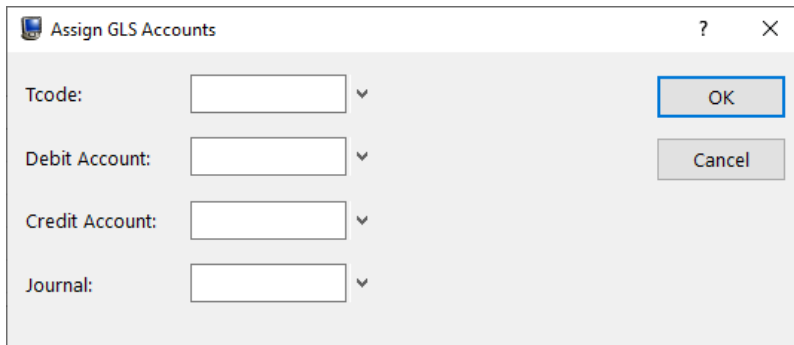 Assign GLS Accounts ?
Tcode:
OK
Debit Account:
Cancel
Credit Account:
Journal: